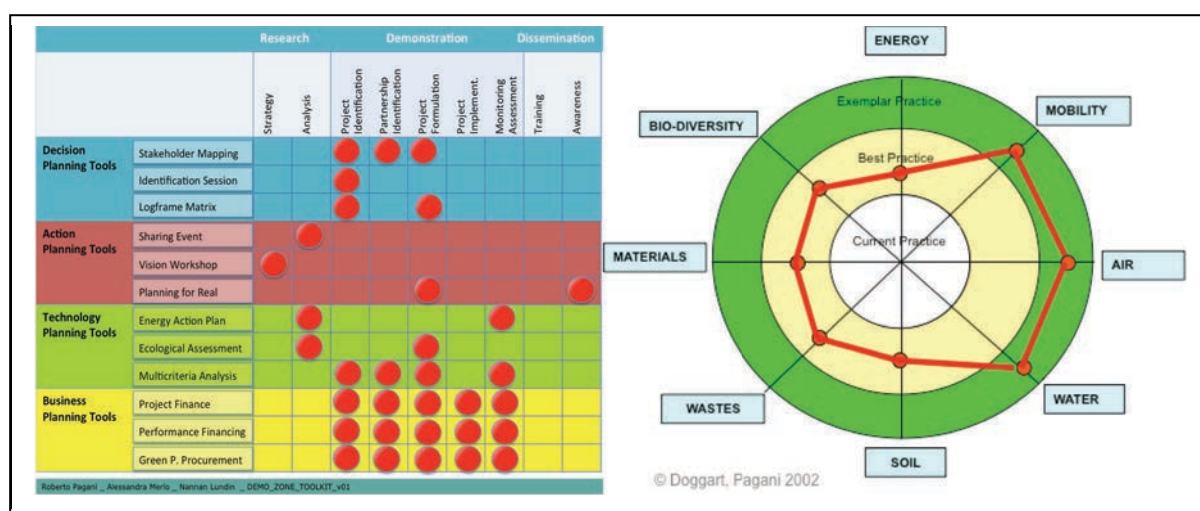 Research Demonstration Dissemination
Strategy
Analysis
Project
Identification
Partnership
Identification
Project
Formulation
Project
Implement.
Monitoring
Assessment
Training
Awareness
Decision
Planning Tools
Stakeholder Mapping
Identification Session
Logframe Matrix
Action
Planning Tools
Sharing Event
Vision Workshop
Planning for Real
Technology
Planning Tools
Energy Action Plan
Ecological Assessment
Multicriteria Analysis
Business
Planning Tools
Project Finance
Performance Financing
Green P. Procurement
Roberto Pagani _ Alessandra Merlo _ Nannan Lundin _ DEMO_ZONE_TOOLKIT_v01
ENERGY
Exemplar Practice
MOBILITY
BIO-DIVERSITY
Best Practice
Current Practice
MATERIALS
AIR
WASTES
WATER
SOIL
© Doggart, Pagani 2002